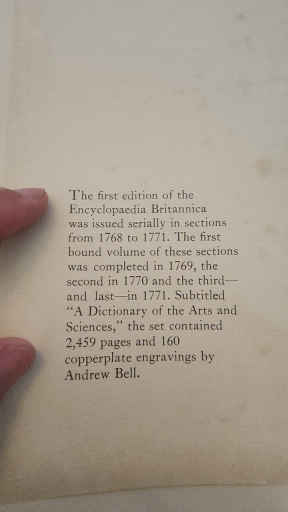 The first edition of the
Encyclopaedia Britannica
was issued serially in sections
from 1768 to 1771. The first
bound volume of these sections
was completed in 1769, the
second in 1770 and the third—
and last—in 1771. Subtitled
“A Dictionary of the Arts and
Sciences,” the set contained
2,459 pages and 160
copperplate engravings by
Andrew Bell.